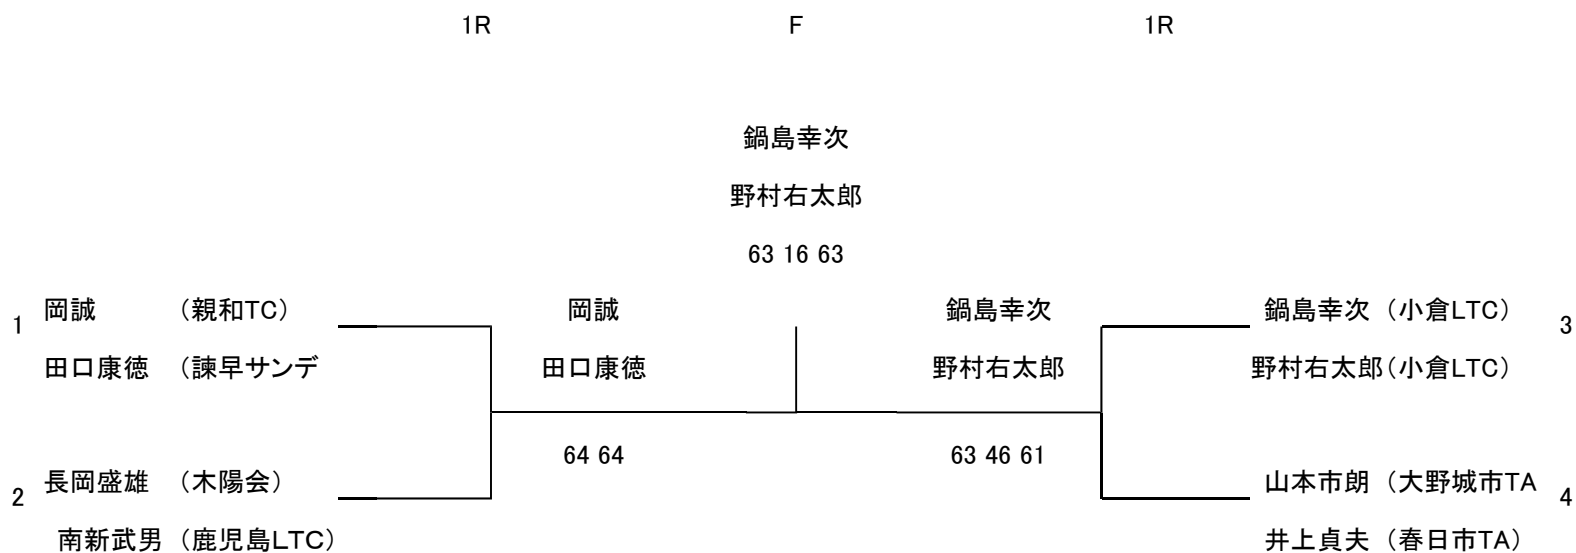 1R F 1R
鍋島幸次
野村右太郎
63 16 63
1 岡誠 （親和TC） 岡誠 鍋島幸次 鍋島幸次 （小倉LTC） 3
田口康徳 （諫早サンデ 田口康徳 野村右太郎 野村右太郎（小倉LTC）
64 64 63 46 61
2 長岡盛雄 （木陽会） 山本市朗 （大野城市TA 4
南新武男 （鹿児島LTC） 井上貞夫 （春日市TA）